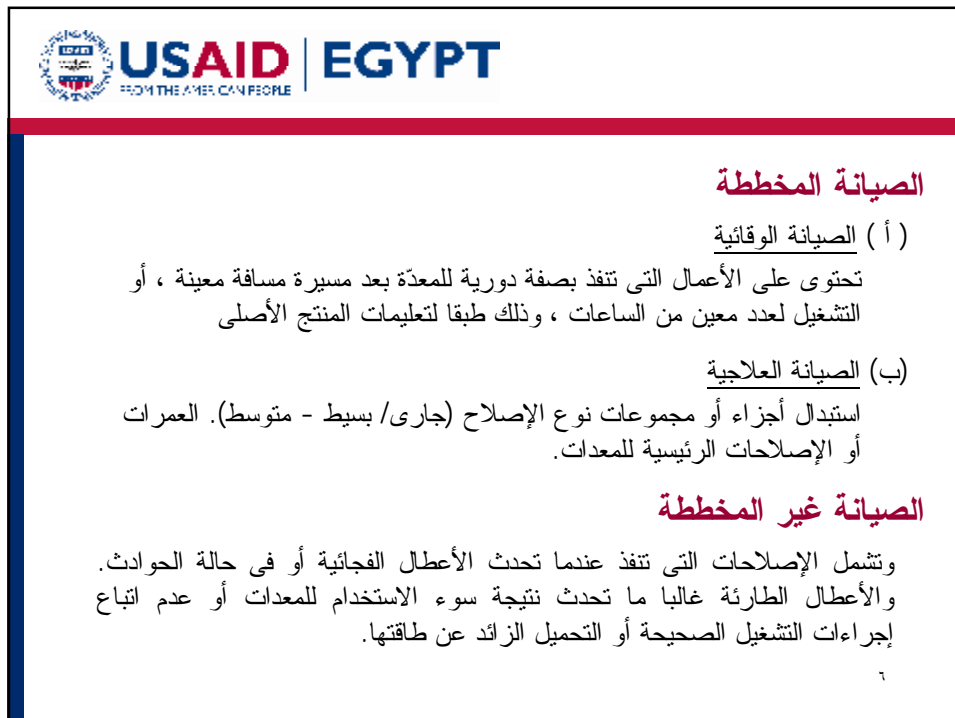 USAID | EGYPT
FROM THE AMERICAN PEOPLE
الصيانة المخططة
( أ ) الصيانة الوقائية
تحتوى على الأعمال التى تنفذ بصفة دورية للمعدّة بعد مسيرة مسافة معينة ، أو
التشغيل لعدد معين من الساعات ، وذلك طبقا لتعليمات المنتج الأصلى
(ب) الصيانة العلاجية
استبدال أجزاء أو مجموعات نوع الإصلاح (جارى/ بسيط - متوسط). العمرات
أو الإصلاحات الرئيسية للمعدات.
الصيانة غير المخططة
وتشمل الإصلاحات التى تنفذ عندما تحدث الأعطال الفجائية أو فى حالة الحوادث.
والأعطال الطارئة غالبا ما تحدث نتيجة سوء الاستخدام للمعدات أو عدم اتباع
إجراءات التشغيل الصحيحة أو التحميل الزائد عن طاقتها.
٦